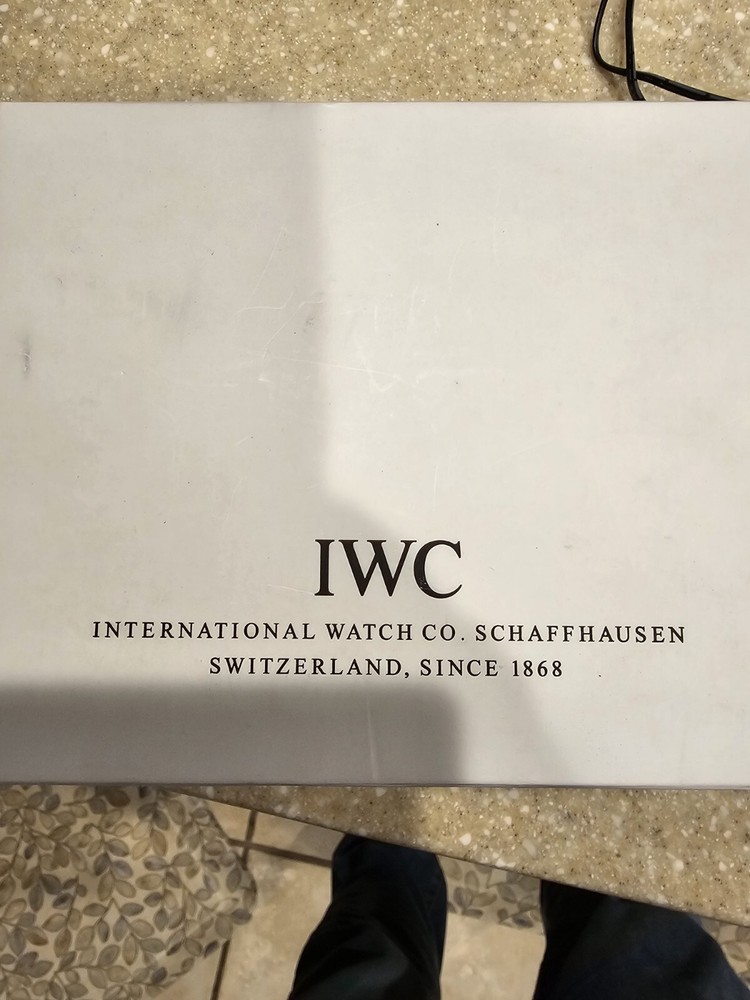 IWC
INTERNATIONAL WATCH CO. SCHAFFHAUSEN
SWITZERLAND, SINCE 1868